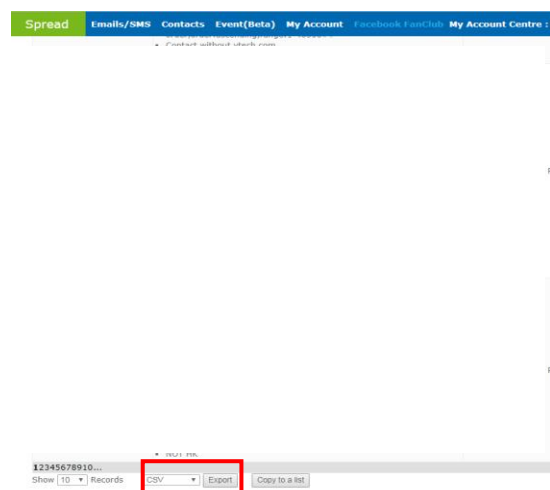 Spread Emails/SMS Contacts Event(Beta) My Account Facebook FanClub My Account Centre :
Contact without vtech.com
NOT HK
12345678910...
Show 10 Records CSV Export Copy to a list